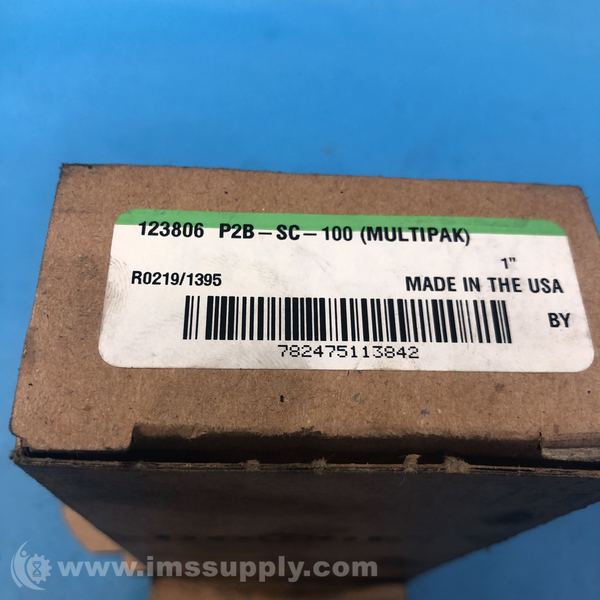 123806 P2B-SC-100 (MULTIPAK)
1"
R0219/1395 MADE IN THE USA
BY
782475113842
www.imssupply.com